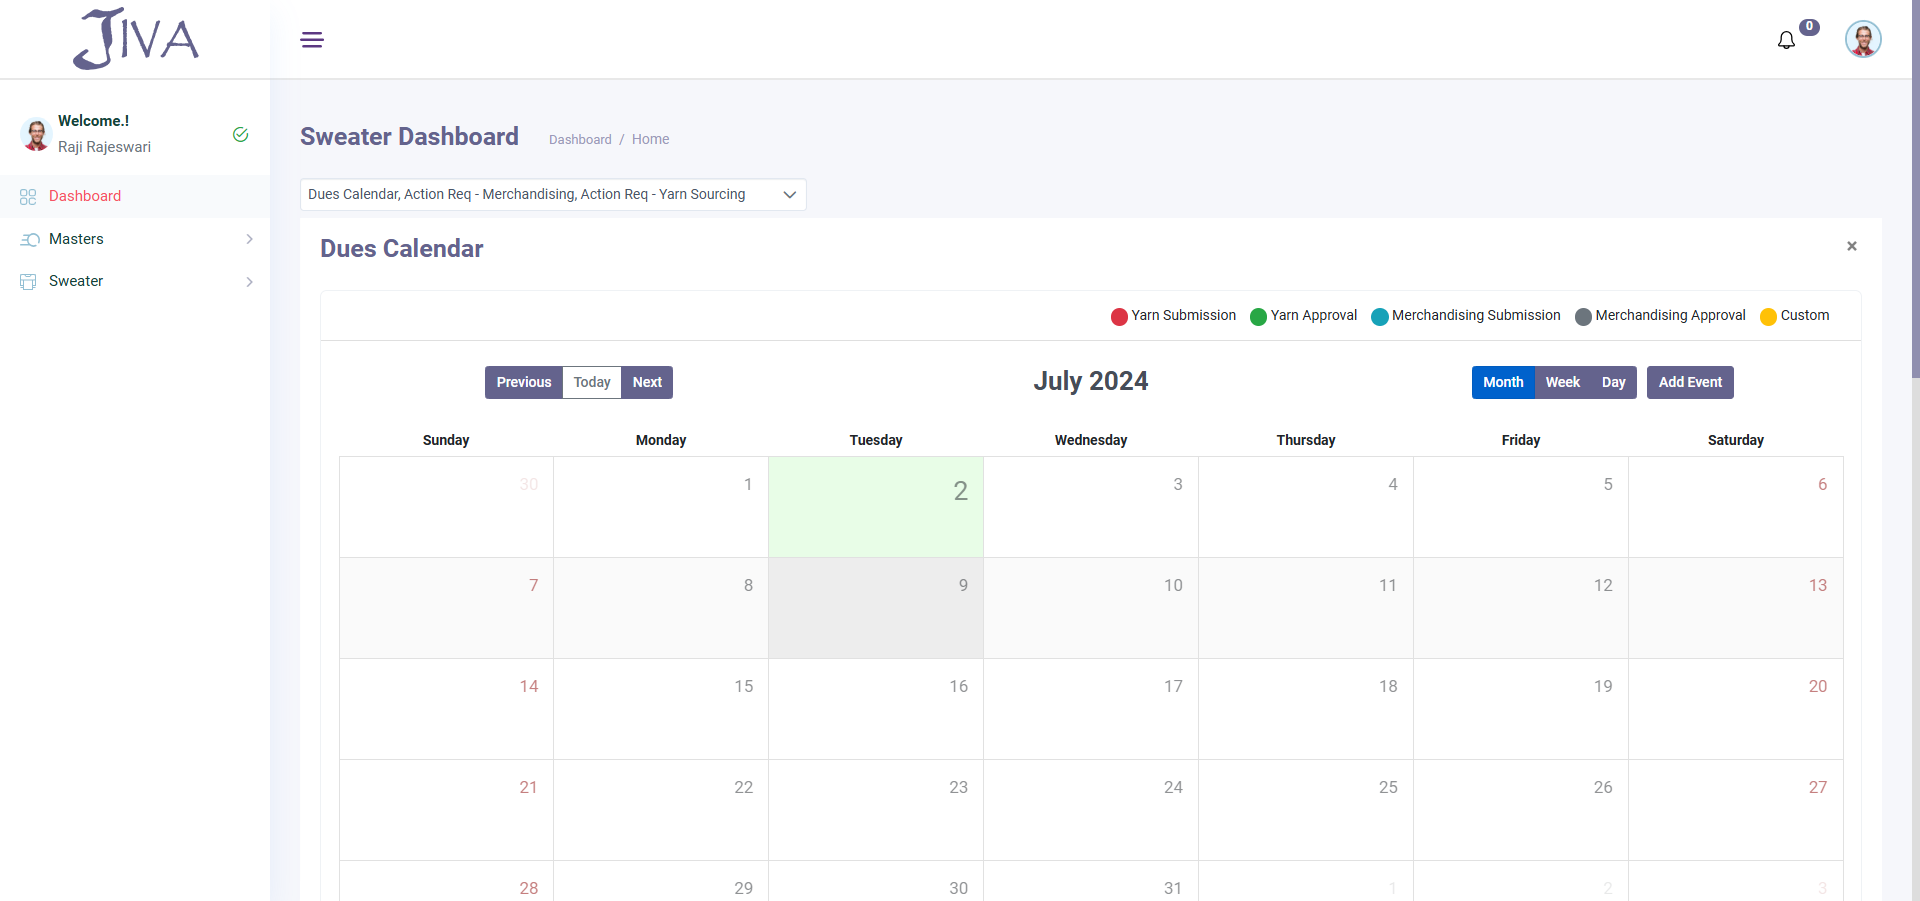 JIVA
0
Welcome.!
Raji Rajeswari
Dashboard
Masters
Sweater
Sweater Dashboard
Dashboard / Home
Dues Calendar, Action Req - Merchandising, Action Req - Yarn Sourcing
Dues Calendar
×
Yarn Submission Yarn Approval Merchandising Submission Merchandising Approval Custom
Previous Today Next
July 2024
Month Week Day Add Event
Sunday Monday Tuesday Wednesday Thursday Friday Saturday
30 1 2 3 4 5 6
7 8 9 10 11 12 13
14 15 16 17 18 19 20
21 22 23 24 25 26 27
28 29 30 31 1 2 3